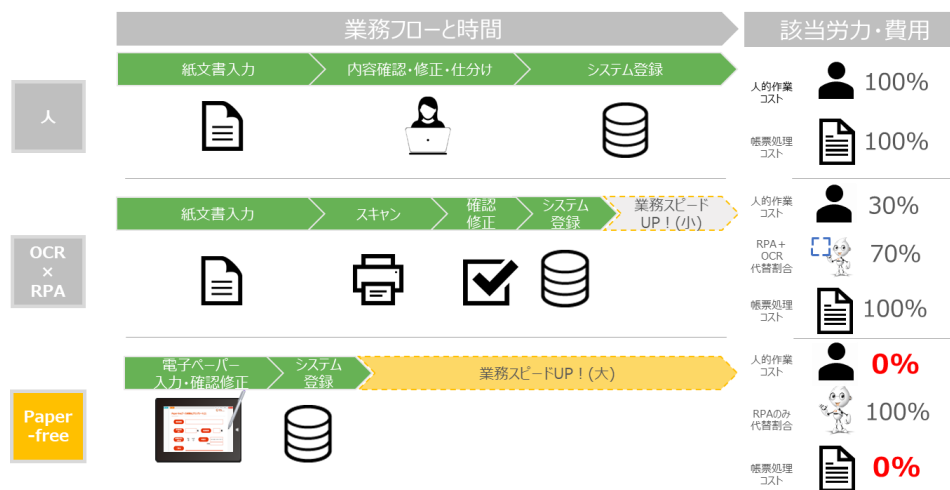 業務フローと時間
該当労力・費用
人
紙文書入力
内容確認・修正・仕分け
システム登録
人的作業
コスト
100%
帳票処理
コスト
100%
OCR
×
RPA
紙文書入力
スキャン
確認
修正
システム
登録
業務スピード
UP！(小)
人的作業
コスト
30%
RPA＋
OCR
代替割合
70%
帳票処理
コスト
100%
Paper
-free
電子ペーパー
入力・確認修正
システム
登録
業務スピードUP！(大)
人的作業
コスト
0%
RPAのみ
代替割合
100%
帳票処理
コスト
0%